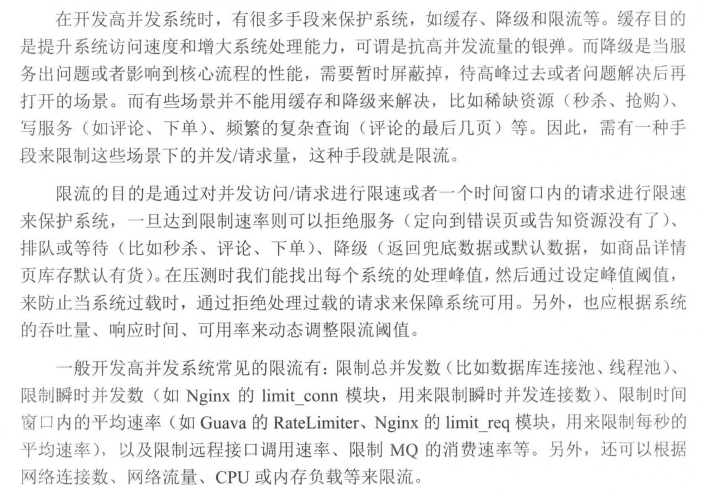 在开发高并发系统时，有很多手段来保护系统，如缓存、降级和限流等。缓存目的
是提升系统访问速度和增大系统处理能力，可谓是抗高并发流量的银弹。而降级是当服
务出问题或者影响到核心流程的性能，需要暂时屏蔽掉，待高峰过去或者问题解决后再
打开的场景。而有些场景并不能用缓存和降级来解决，比如稀缺资源（秒杀、抢购）、
写服务（如评论、下单）、频繁的复杂查询（评论的最后几页）等。因此，需有一种手
段来限制这些场景下的并发/请求量，这种手段就是限流。
限流的目的是通过对并发访问/请求进行限速或者一个时间窗口内的请求进行限速
来保护系统，一旦达到限制速率则可以拒绝服务（定向到错误页或告知资源没有了）、
排队或等待（比如秒杀、评论、下单）、降级（返回兜底数据或默认数据，如商品详情
页库存默认有货）。在压测时我们能找出每个系统的处理峰值，然后通过设定峰值阈值，
来防止当系统过载时，通过拒绝处理过载的请求来保障系统可用。另外，也应根据系统
的吞吐量、响应时间、可用率来动态调整限流阈值。
一般开发高并发系统常见的限流有：限制总并发数（比如数据库连接池、线程池）、
限制瞬时并发数（如 Nginx 的 limit_conn 模块，用来限制瞬时并发连接数）、限制时间
窗口内的平均速率（如 Guava 的 RateLimiter、Nginx 的 limit_req 模块，用来限制每秒的
平均速率），以及限制远程接口调用速率、限制 MQ 的消费速率等。另外，还可以根据
网络连接数、网络流量、CPU 或内存负载等来限流。